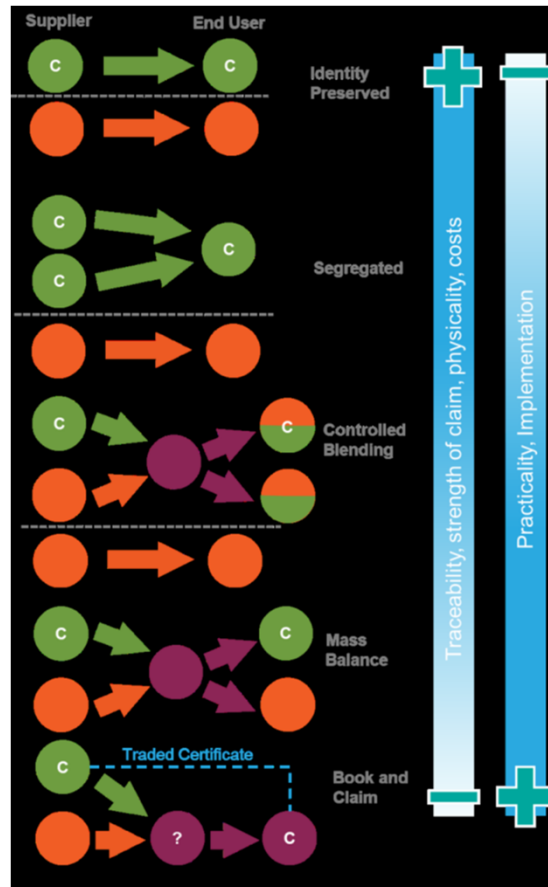 Supplier
End User
C
C
Identity
Preserved
C
C
C
Segregated
C
C
Controlled
Blending
C
C
Mass
Balance
C
Traded Certificate
Book and
Claim
?
C
Traceability, strength of claim, physicality, costs
Practicality, Implementation